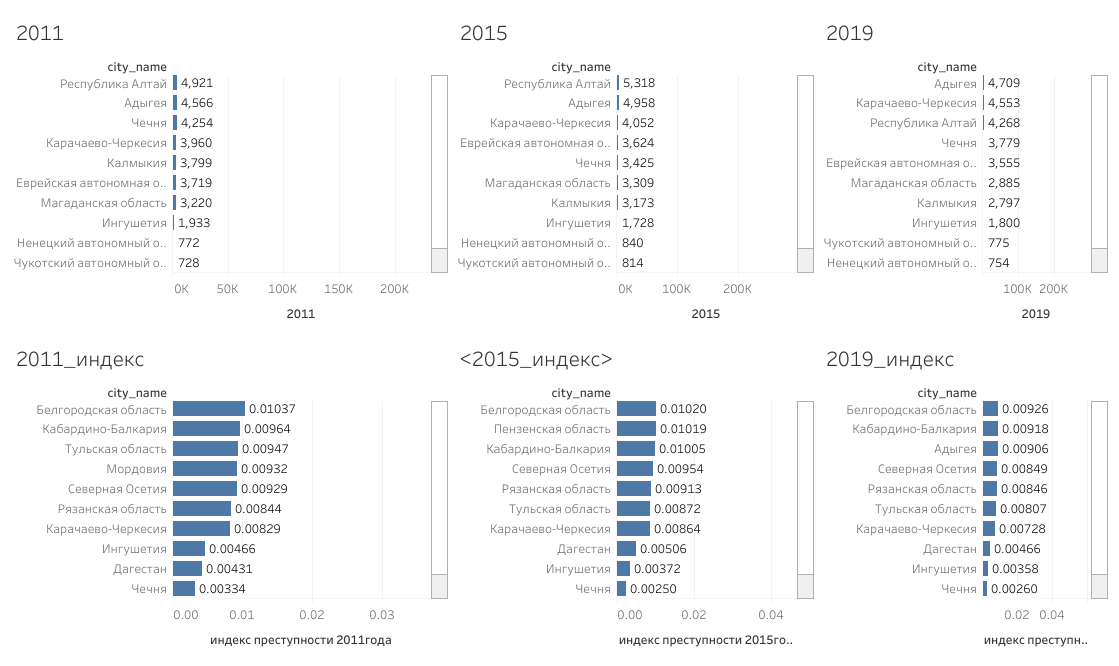 2011
city_name
Республика Алтай 4,921
Адыгея 4,566
Чечня 4,254
Карачаево-Черкесия 3,960
Калмыкия 3,799
Еврейская автономная о.. 3,719
Магаданская область 3,220
Ингушетия 1,933
Ненецкий автономный о.. 772
Чукотский автономный о.. 728
0K 50K 100K 150K 200K
2011
2015
city_name
Республика Алтай 5,318
Адыгея 4,958
Карачаево-Черкесия 4,052
Еврейская автономная о.. 3,624
Чечня 3,425
Магаданская область 3,309
Калмыкия 3,173
Ингушетия 1,728
Ненецкий автономный о.. 840
Чукотский автономный о.. 814
0K 100K 200K
2015
2019
city_name
Адыгея 4,709
Карачаево-Черкесия 4,553
Республика Алтай 4,268
Чечня 3,779
Еврейская автономная о.. 3,555
Магаданская область 2,885
Калмыкия 2,797
Ингушетия 1,800
Чукотский автономный о.. 775
Ненецкий автономный о.. 754
100K 200K
2019
2011_индекс
city_name
Белгородская область 0.01037
Кабардино-Балкария 0.00964
Тульская область 0.00947
Мордовия 0.00932
Северная Осетия 0.00929
Рязанская область 0.00844
Карачаево-Черкесия 0.00829
Ингушетия 0.00466
Дагестан 0.00431
Чечня 0.00334
0.00 0.01 0.02 0.03
индекс преступности 2011года
<2015_индекс>
city_name
Белгородская область 0.01020
Пензенская область 0.01019
Кабардино-Балкария 0.01005
Северная Осетия 0.00954
Рязанская область 0.00913
Тульская область 0.00872
Карачаево-Черкесия 0.00864
Дагестан 0.00506
Ингушетия 0.00372
Чечня 0.00250
0.00 0.02 0.04
индекс преступности 2015го..
2019_индекс
city_name
Белгородская область 0.00926
Кабардино-Балкария 0.00918
Адыгея 0.00906
Северная Осетия 0.00849
Рязанская область 0.00846
Тульская область 0.00807
Карачаево-Черкесия 0.00728
Дагестан 0.00466
Ингушетия 0.00358
Чечня 0.00260
0.02 0.04
индекс преступн..